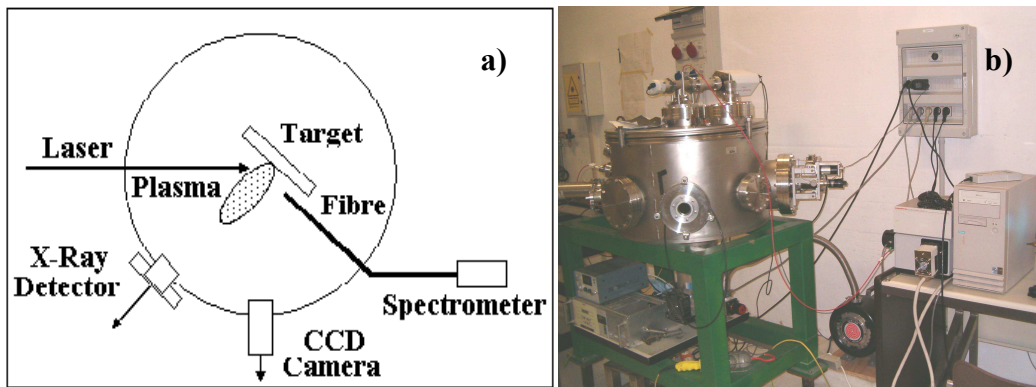 a)
Laser
Target
Plasma
Fibre
X-Ray
Detector
Spectrometer
CCD
Camera
b)